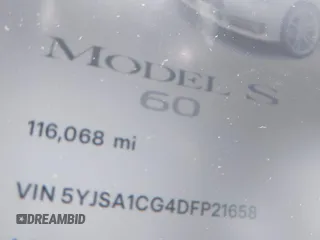 MODEL S
60
116,068 mi
VIN 5YJSA1CG4DFP21658
DREAMBID